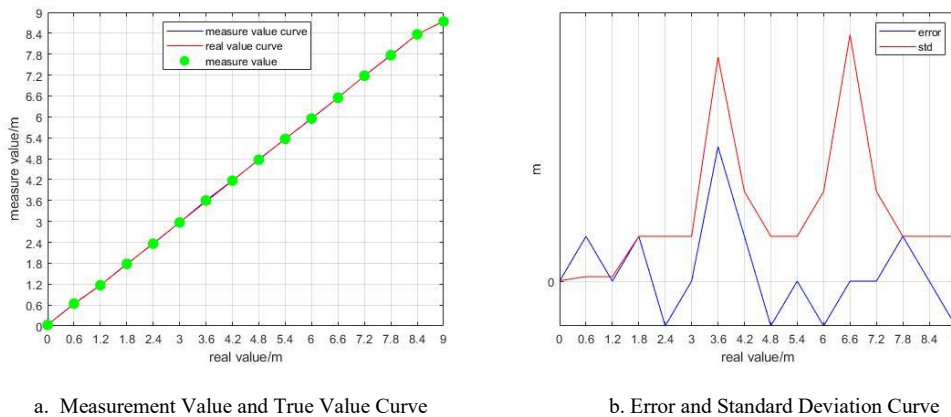 measure value curve
real value curve
measure value
9
8.4
7.8
7.2
6.6
6
5.4
4.8
4.2
3.6
3
2.4
1.8
1.2
0.6
0
measure value/m
0 0.6 1.2 1.8 2.4 3 3.6 4.2 4.8 5.4 6 6.6 7.2 7.8 8.4 9
real value/m
error
std
m
0
0 0.6 1.2 1.8 2.4 3 3.6 4.2 4.8 5.4 6 6.6 7.2 7.8 8.4
real value/m
a. Measurement Value and True Value Curve
b. Error and Standard Deviation Curve